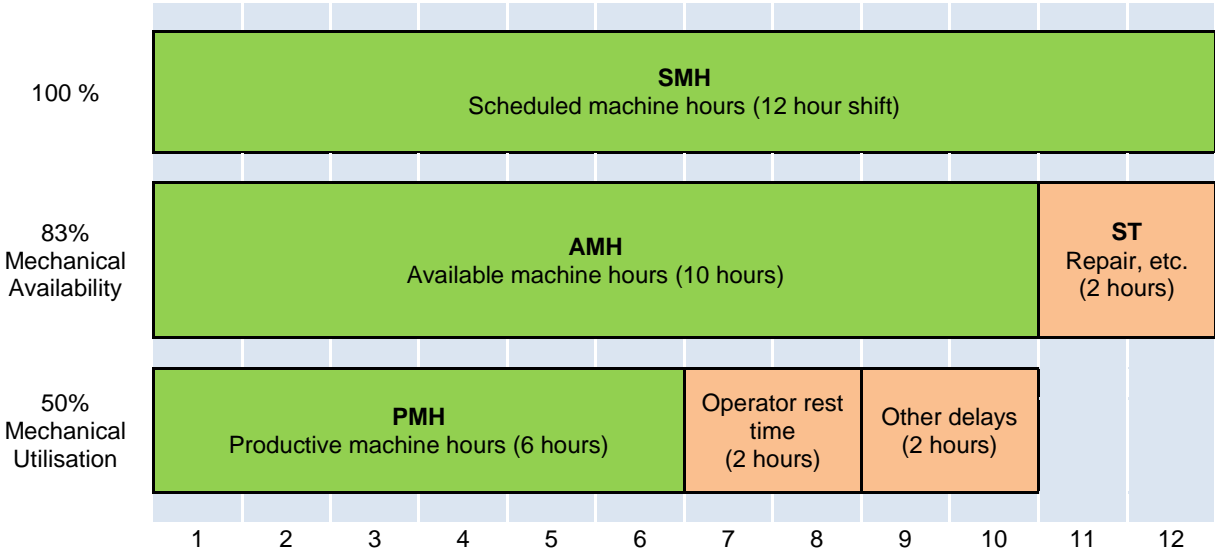 100 %
SMH
Scheduled machine hours (12 hour shift)
83%
Mechanical
Availability
AMH
Available machine hours (10 hours)
ST
Repair, etc.
(2 hours)
50%
Mechanical
Utilisation
PMH
Productive machine hours (6 hours)
Operator rest
time
(2 hours)
Other delays
(2 hours)
1 2 3 4 5 6 7 8 9 10 11 12